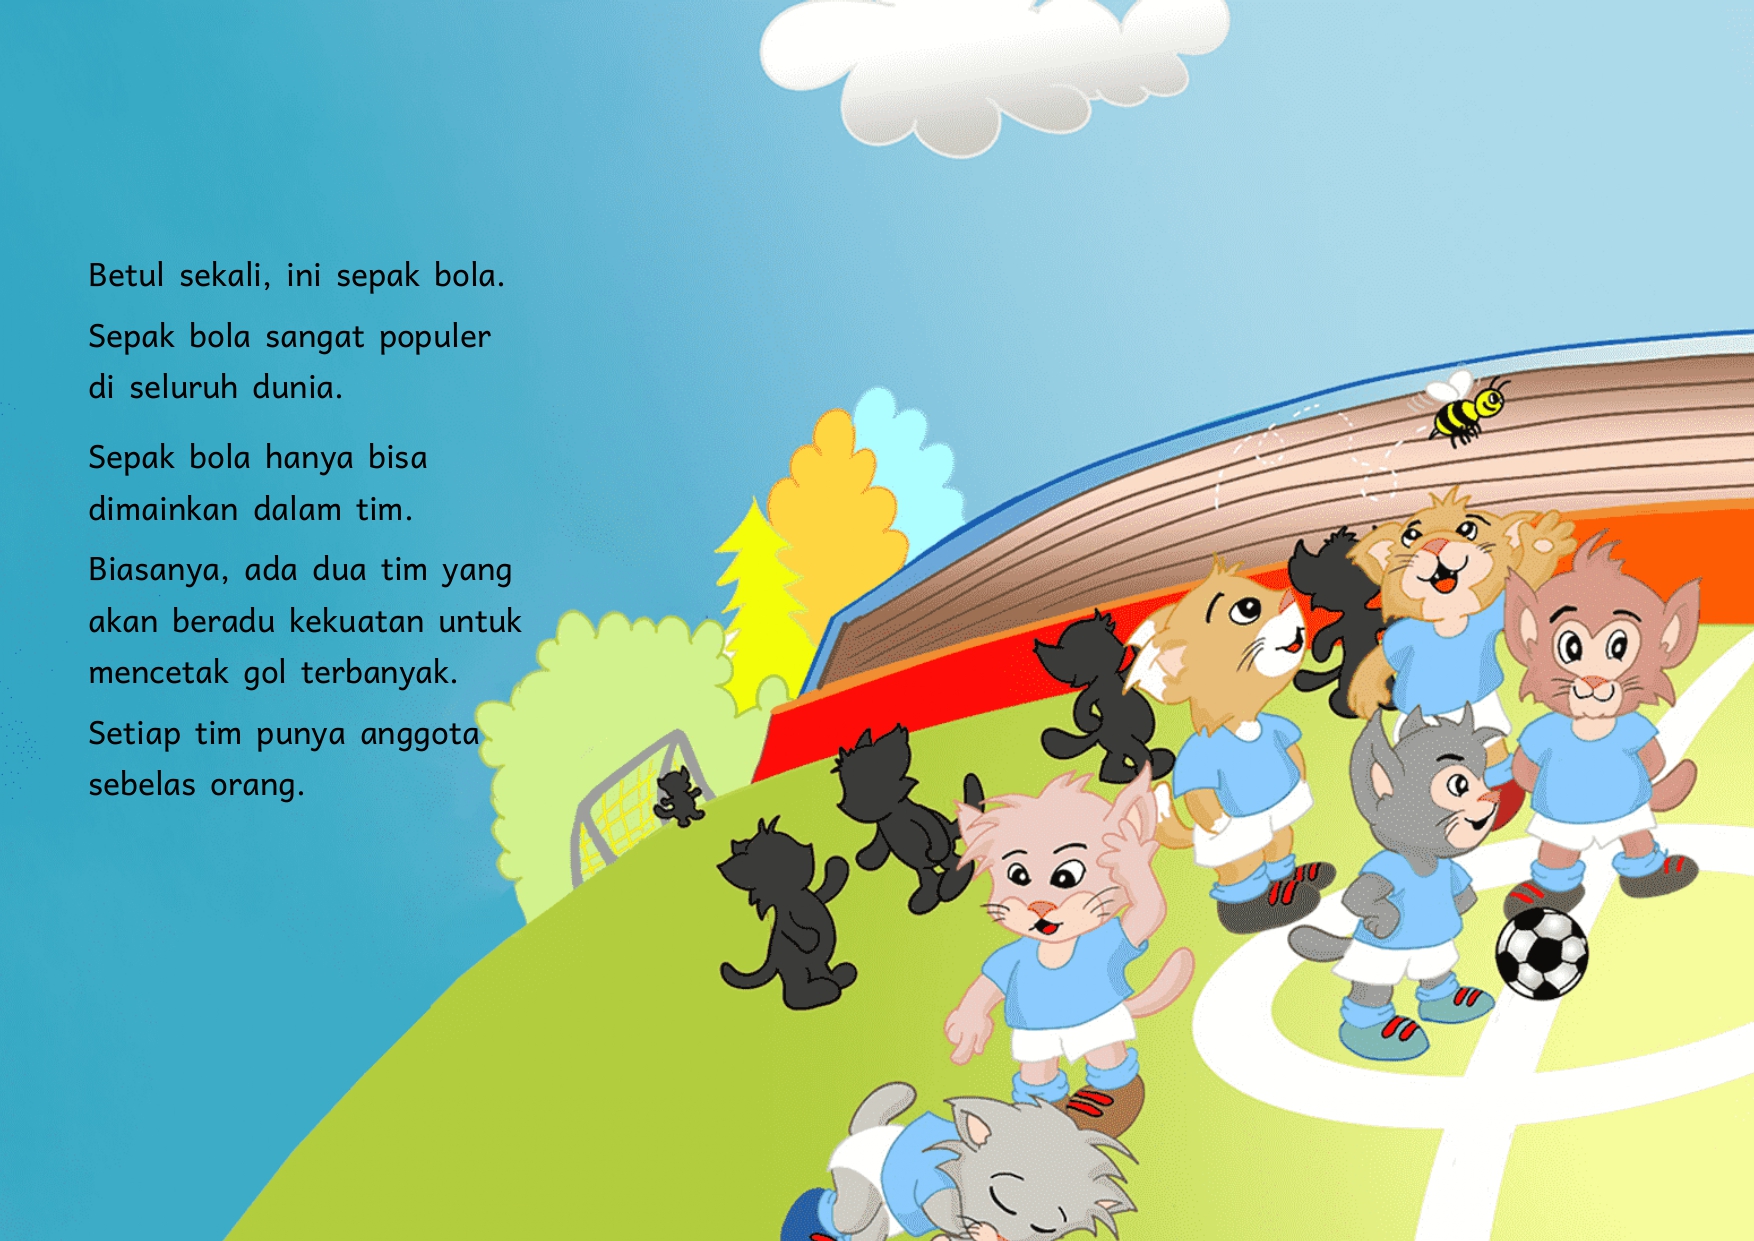 Betul sekali, ini sepak bola.
Sepak bola sangat populer
di seluruh dunia.
Sepak bola hanya bisa
dimainkan dalam tim.
Biasanya, ada dua tim yang
akan beradu kekuatan untuk
mencetak gol terbanyak.
Setiap tim punya anggota
sebelas orang.